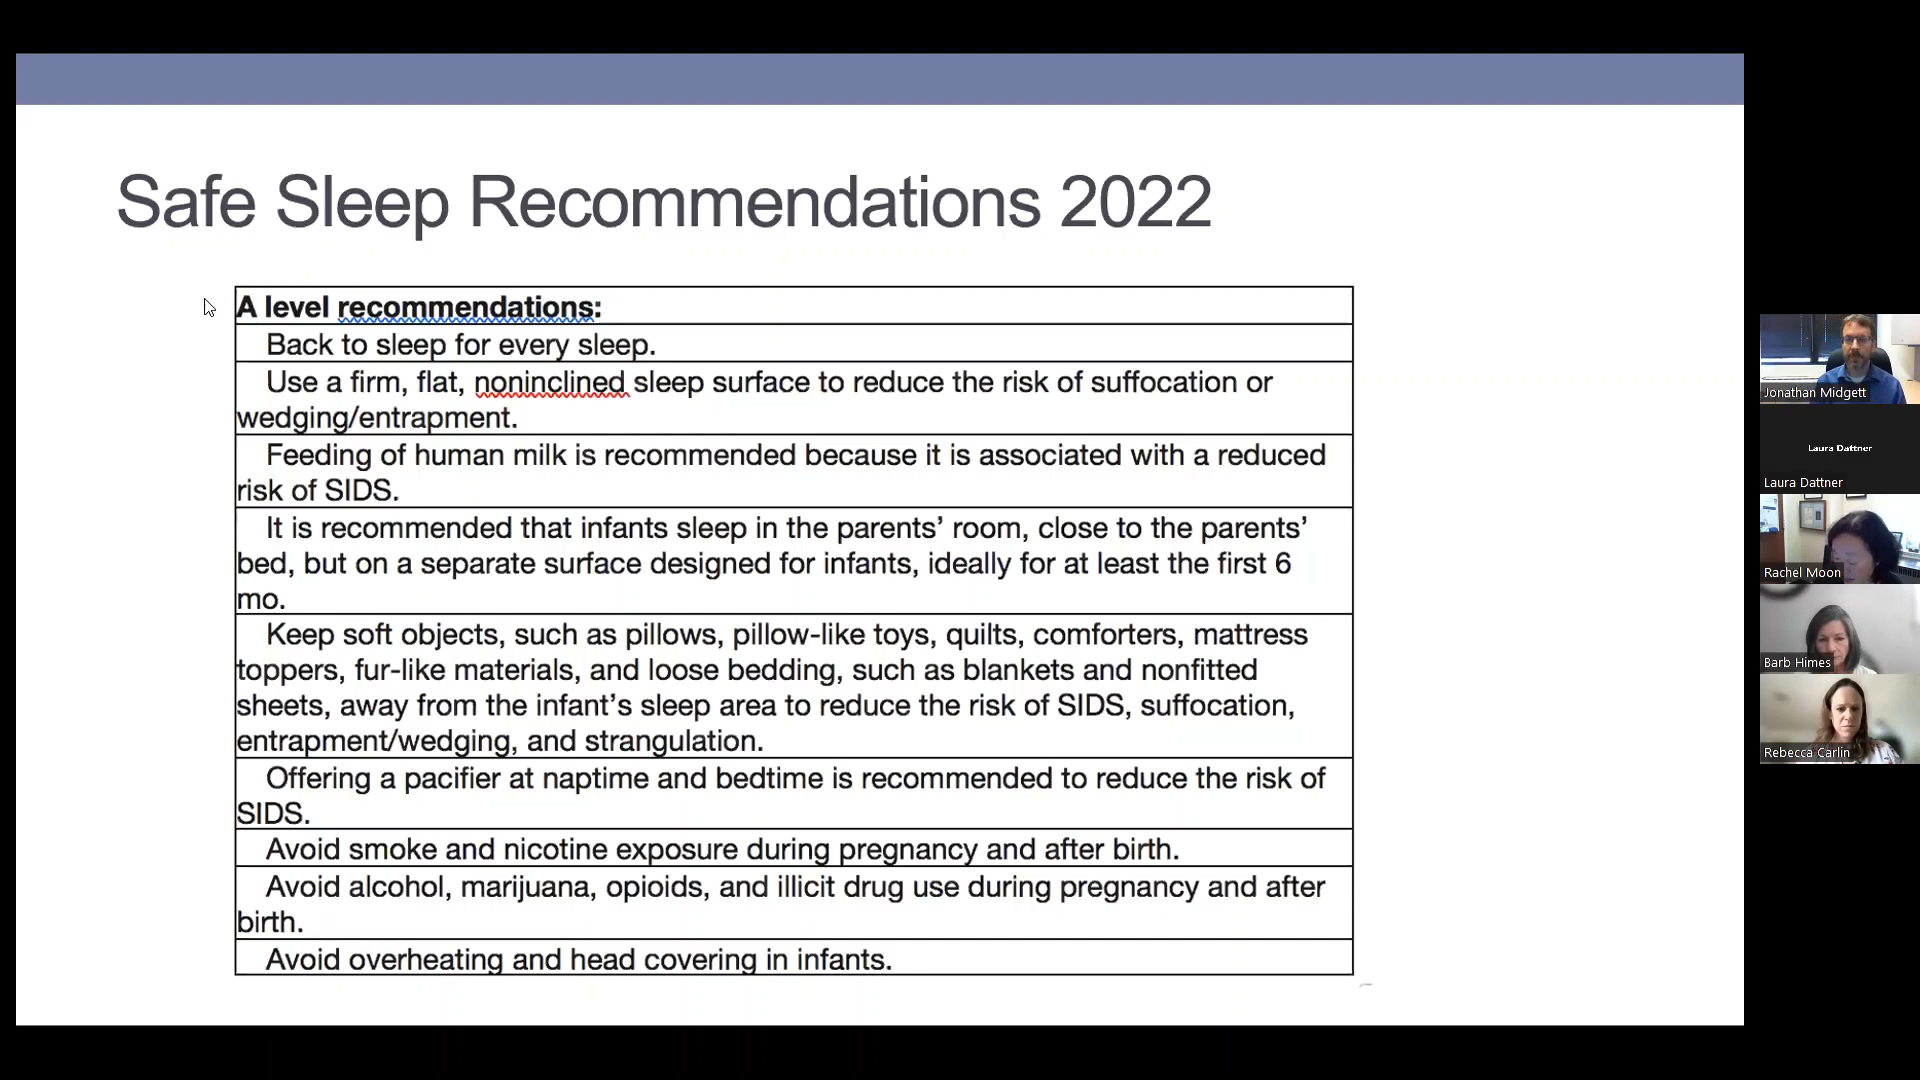 Safe Sleep Recommendations 2022
A level recommendations:
Back to sleep for every sleep.
Use a firm, flat, noninclined sleep surface to reduce the risk of suffocation or
wedging/entrapment.
Feeding of human milk is recommended because it is associated with a reduced
risk of SIDS.
It is recommended that infants sleep in the parents’ room, close to the parents’
bed, but on a separate surface designed for infants, ideally for at least the first 6
mo.
Keep soft objects, such as pillows, pillow-like toys, quilts, comforters, mattress
toppers, fur-like materials, and loose bedding, such as blankets and nonfitted
sheets, away from the infant’s sleep area to reduce the risk of SIDS, suffocation,
entrapment/wedging, and strangulation.
Offering a pacifier at naptime and bedtime is recommended to reduce the risk of
SIDS.
Avoid smoke and nicotine exposure during pregnancy and after birth.
Avoid alcohol, marijuana, opioids, and illicit drug use during pregnancy and after
birth.
Avoid overheating and head covering in infants.
Jonathan Midgett
Laura Dattner
Laura Dattner
Rachel Moon
Barb Himes
Rebecca Carlin